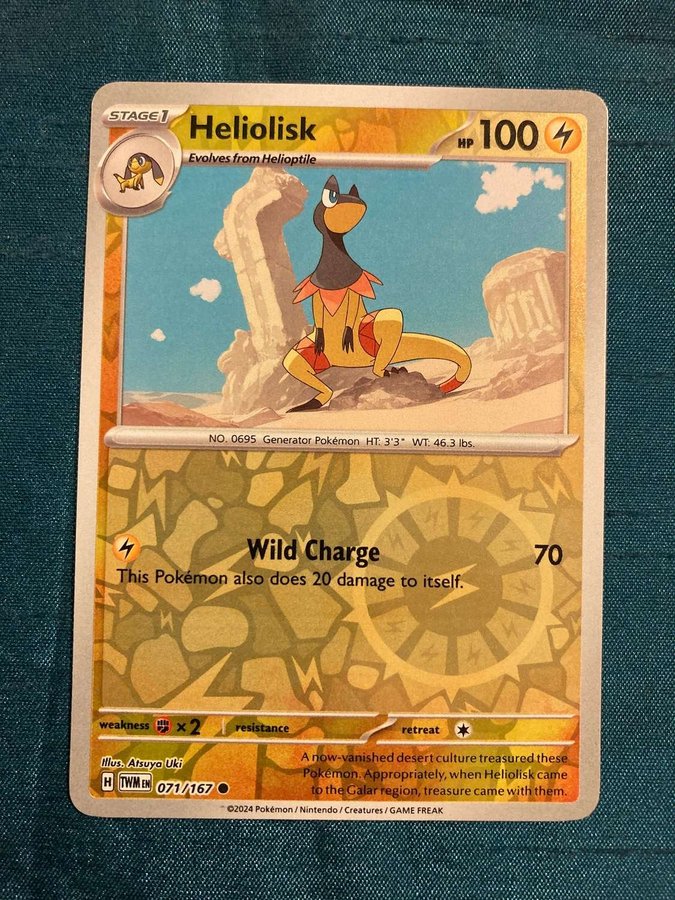 STAGE1
Heliolisk
HP 100
Evolves from Helioptile
NO. 0695 Generator Pokémon HT: 3'3" WT: 46.3 lbs.
Wild Charge 70
This Pokémon also does 20 damage to itself.
weakness ×2 resistance retreat
Illus. Atsuya Uki
A now-vanished desert culture treasured these
Pokémon. Appropriately, when Heliolisk came
to the Galar region, treasure came with them.
H TWM EN 071/167
©2024 Pokémon / Nintendo / Creatures / GAME FREAK